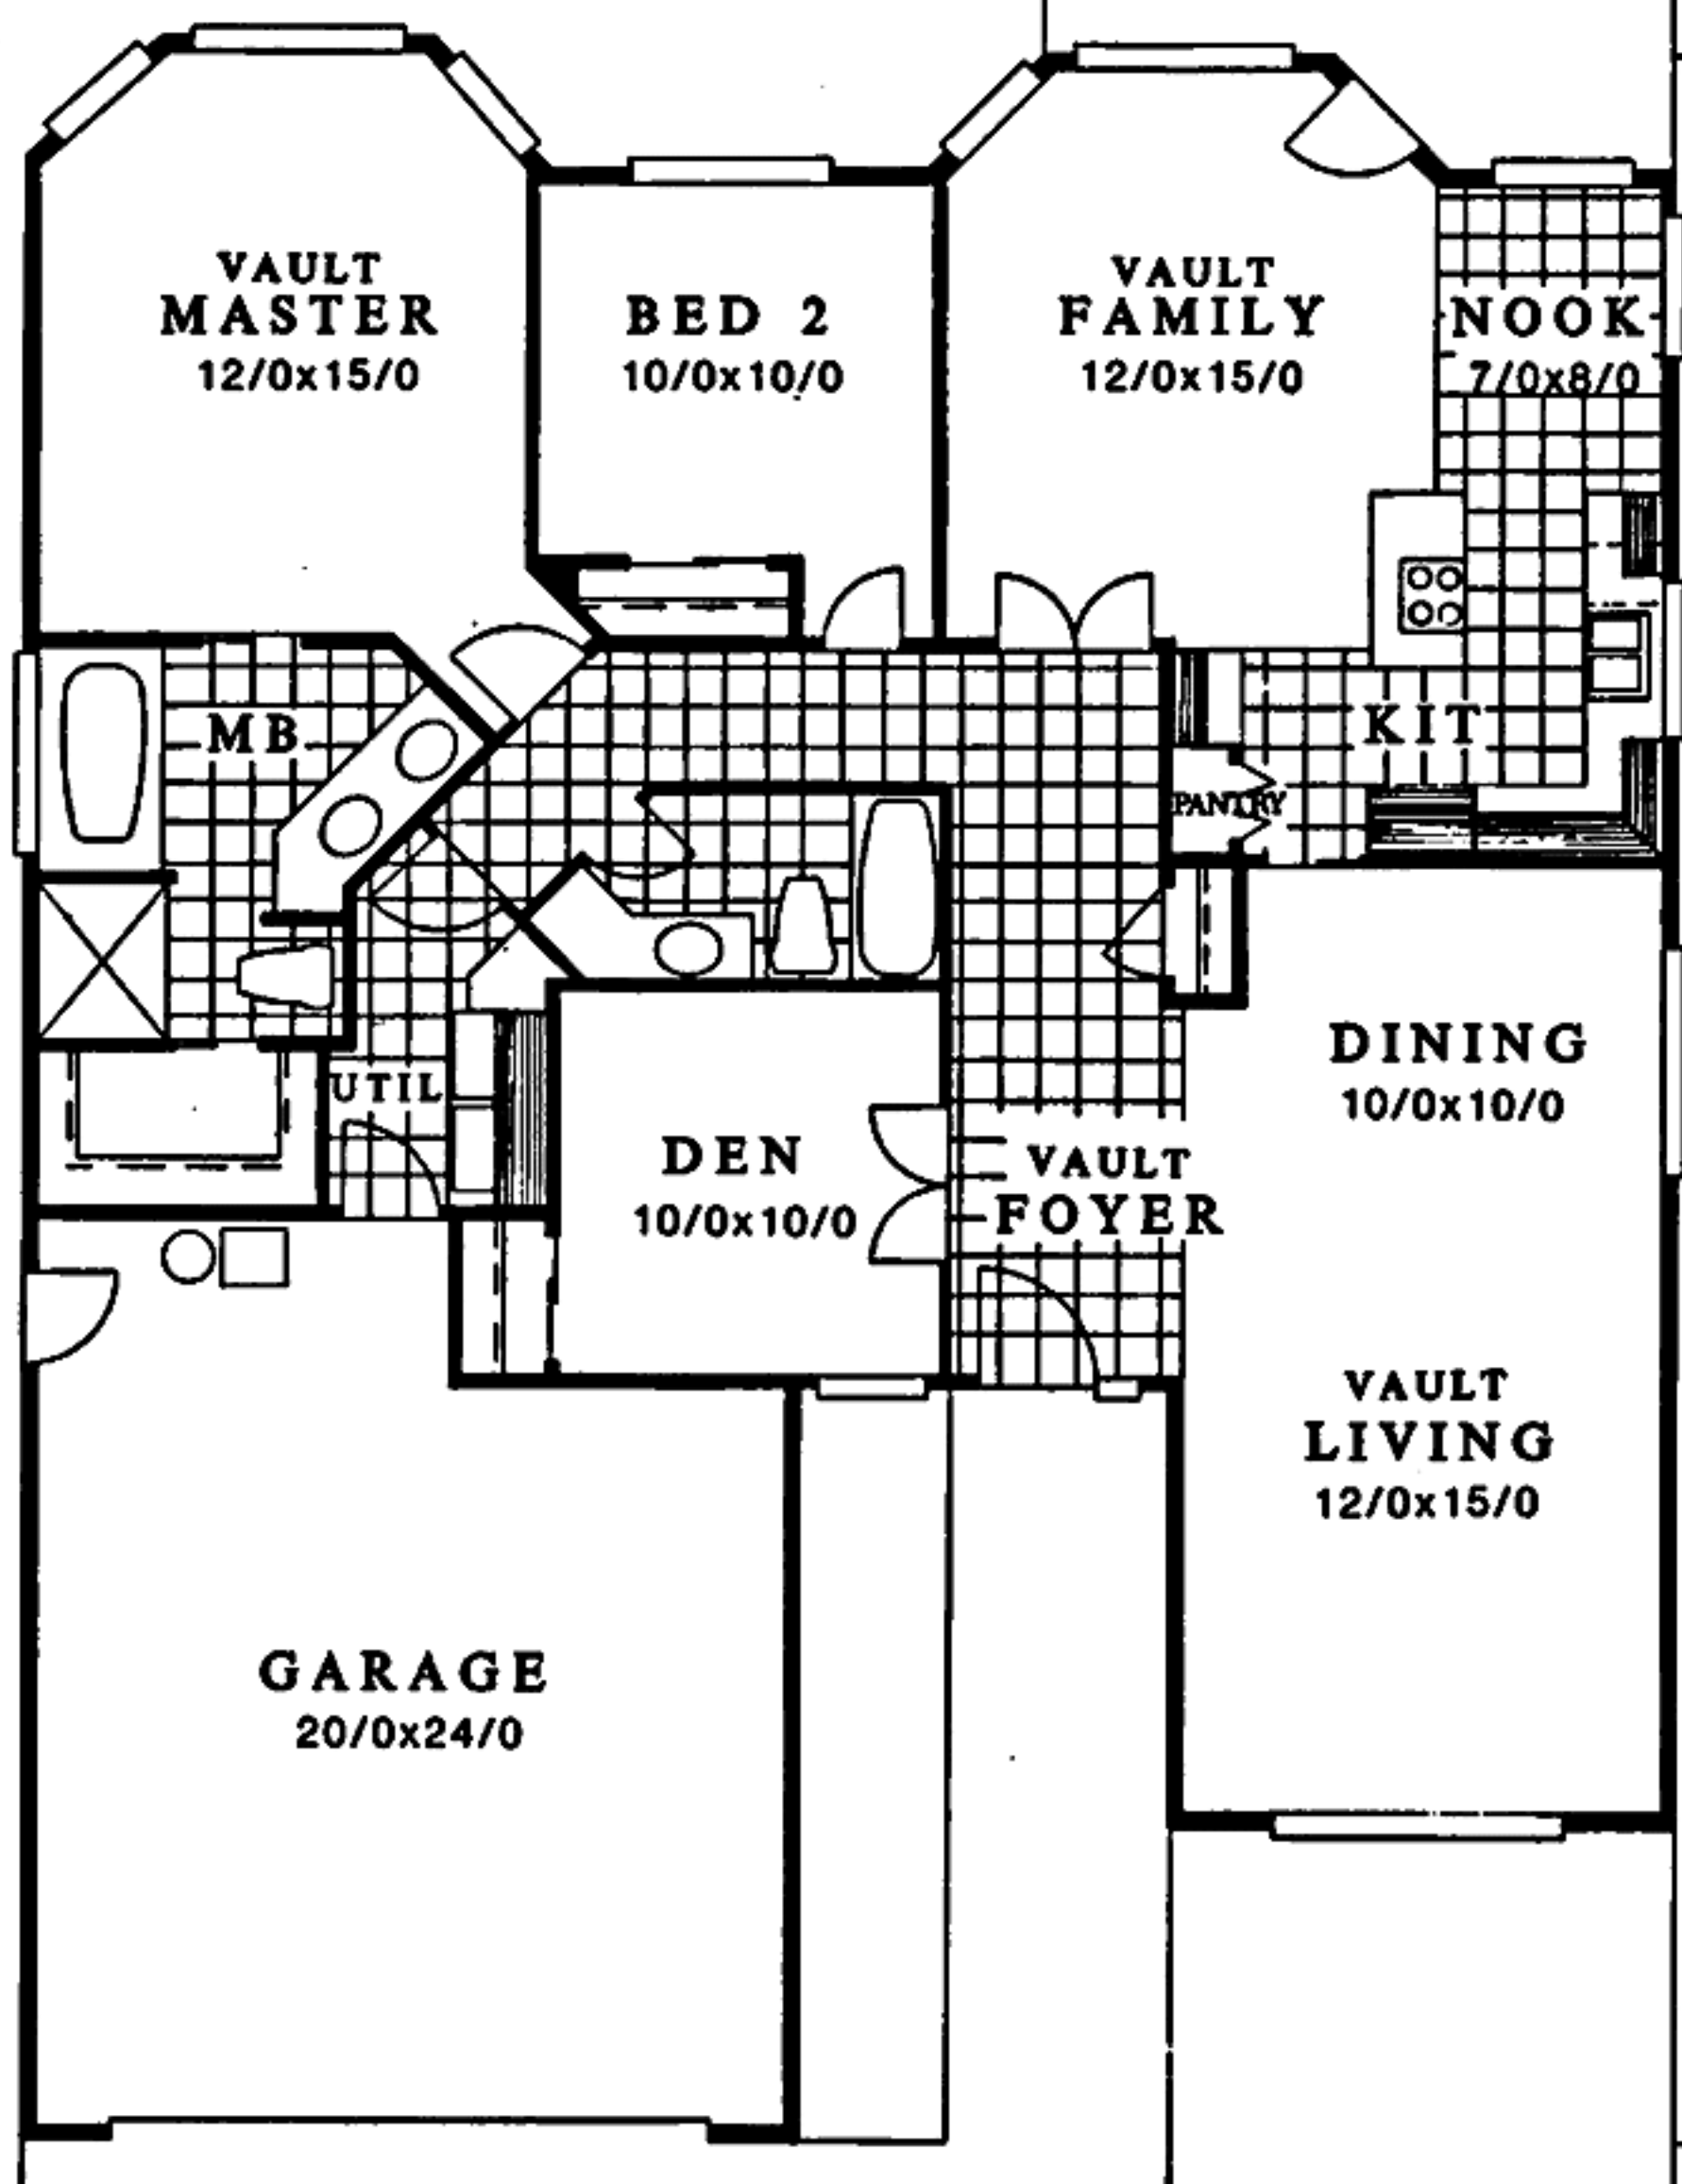 VAULT
MASTER
12/0x15/0
BED 2
10/0x10/0
VAULT
FAMILY
12/0x15/0
NOOK
7/0x8/0
MB
KIT
PANTRY
UTIL
DEN
10/0x10/0
VAULT
FOYER
DINING
10/0x10/0
VAULT
LIVING
12/0x15/0
GARAGE
20/0x24/0